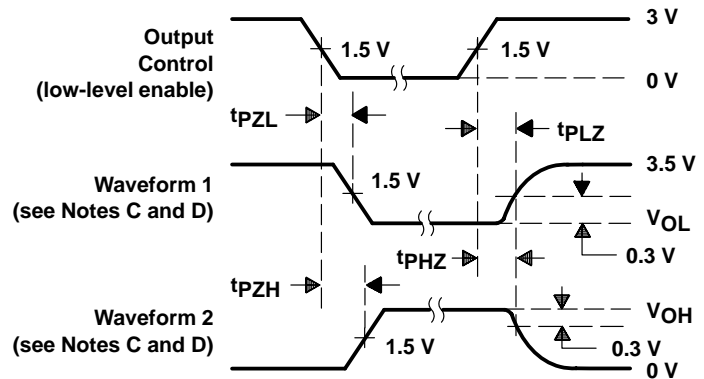 3 V
Output
Control
(low-level enable)
1.5 V
1.5 V
0 V
tPZL
tPLZ
3.5 V
Waveform 1
(see Notes C and D)
1.5 V
VOL
0.3 V
tPHZ
tPZH
VOH
Waveform 2
(see Notes C and D)
1.5 V
0.3 V
0 V